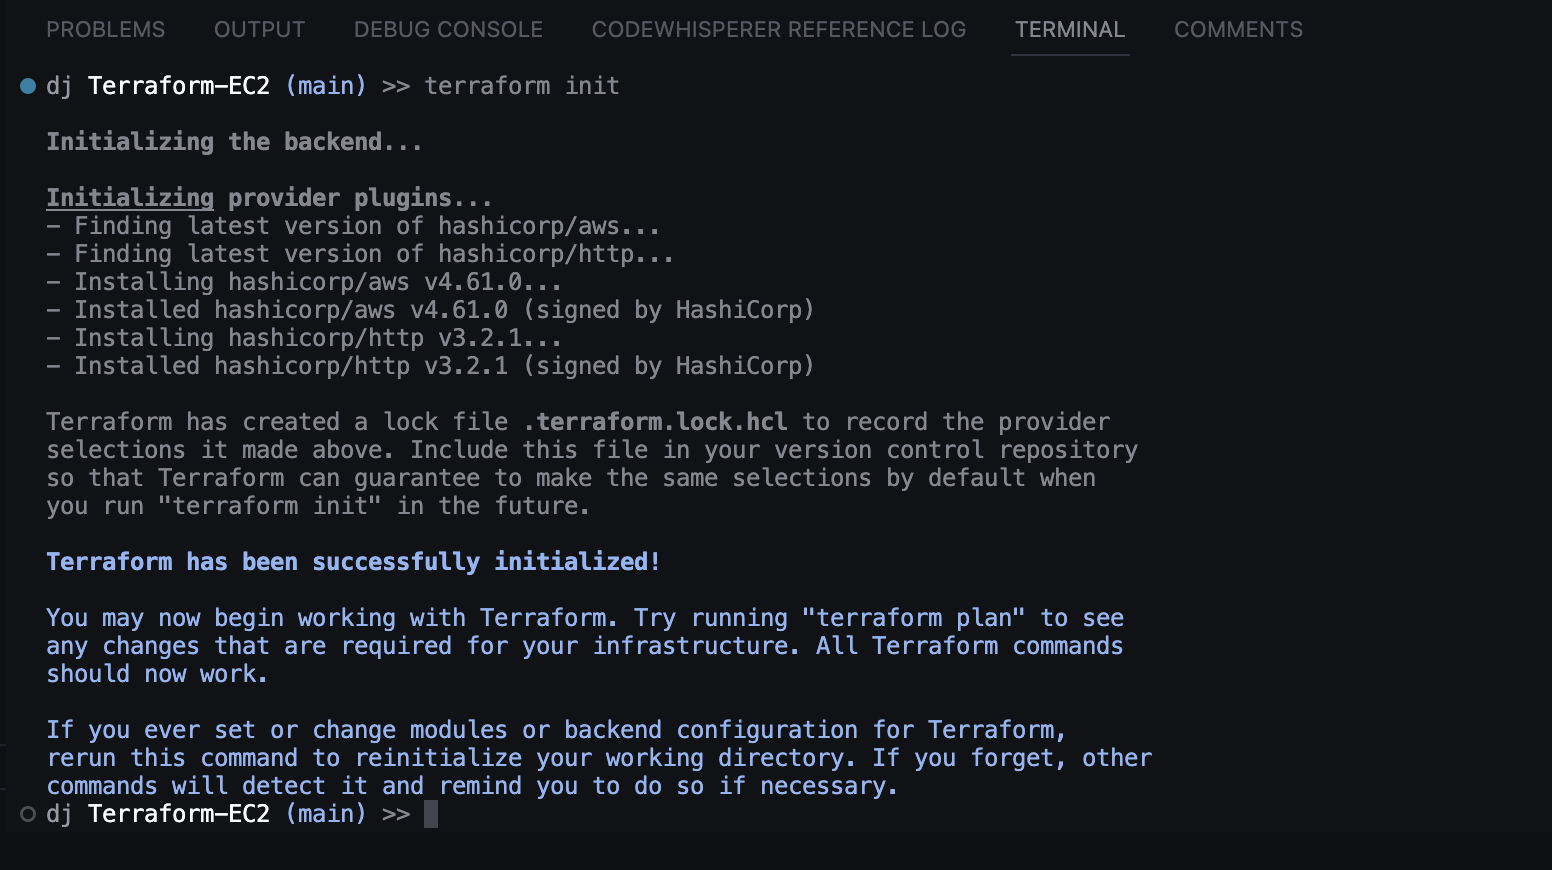 PROBLEMS OUTPUT DEBUG CONSOLE CODEWHISPERER REFERENCE LOG TERMINAL COMMENTS
dj Terraform-EC2 (main) >> terraform init
Initializing the backend...
Initializing provider plugins...
- Finding latest version of hashicorp/aws...
- Finding latest version of hashicorp/http...
- Installing hashicorp/aws v4.61.0...
- Installed hashicorp/aws v4.61.0 (signed by HashiCorp)
- Installing hashicorp/http v3.2.1...
- Installed hashicorp/http v3.2.1 (signed by HashiCorp)
Terraform has created a lock file .terraform.lock.hcl to record the provider
selections it made above. Include this file in your version control repository
so that Terraform can guarantee to make the same selections by default when
you run "terraform init" in the future.
Terraform has been successfully initialized!
You may now begin working with Terraform. Try running "terraform plan" to see
any changes that are required for your infrastructure. All Terraform commands
should now work.
If you ever set or change modules or backend configuration for Terraform,
rerun this command to reinitialize your working directory. If you forget, other
commands will detect it and remind you to do so if necessary.
dj Terraform-EC2 (main) >>